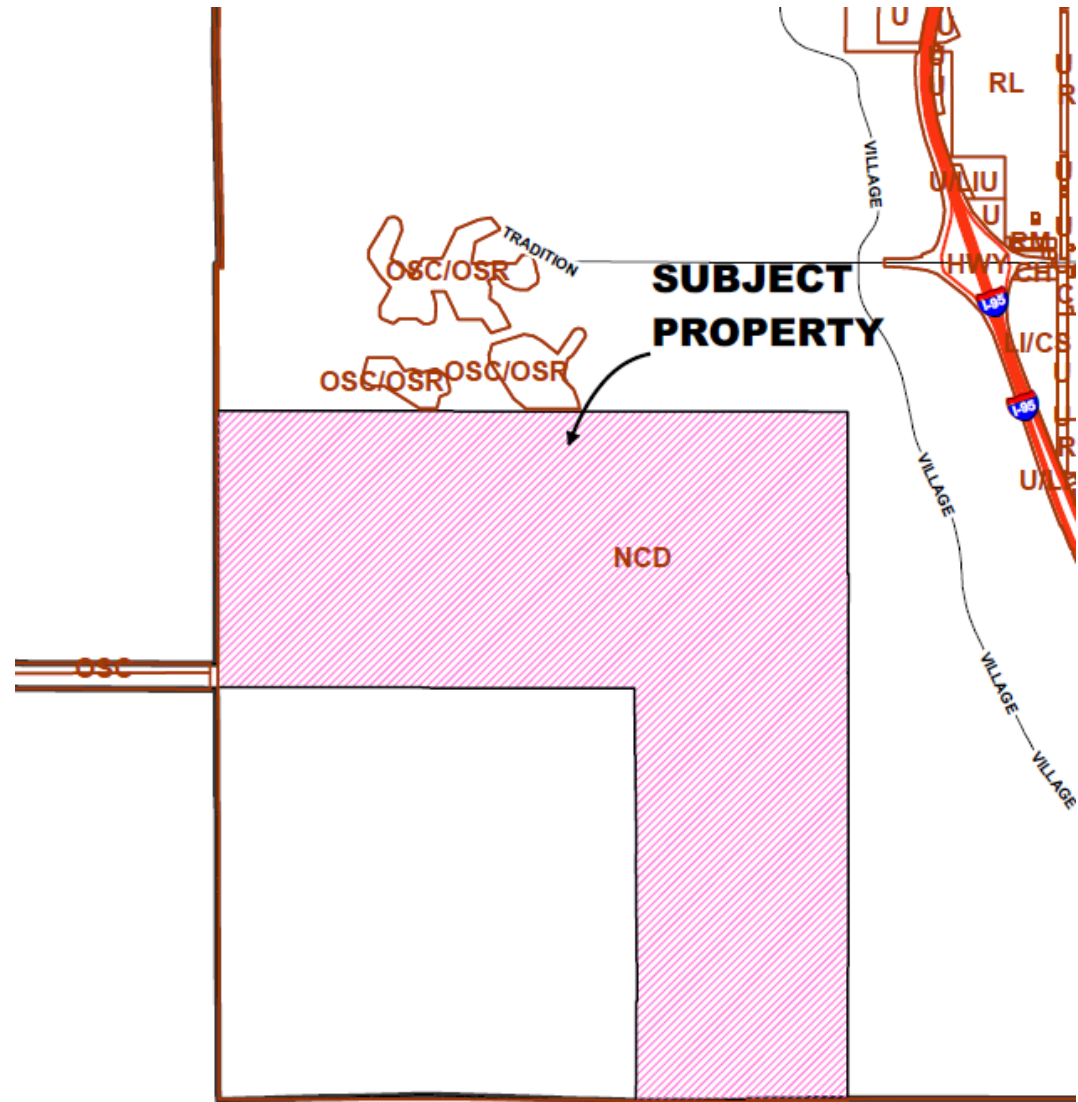 U
U
U
U
RL
U
R
VILLAGE
U/LIU
U
U
U
TRADITION
RM
OSC/OSR
HWY
CH
SUBJECT
PROPERTY
I-95
C
LI/CS
U
OSC/OSR
OSC/OSR
I-95
R
VILLAGE
NCD
OSC
VILLAGE
VILLAGE